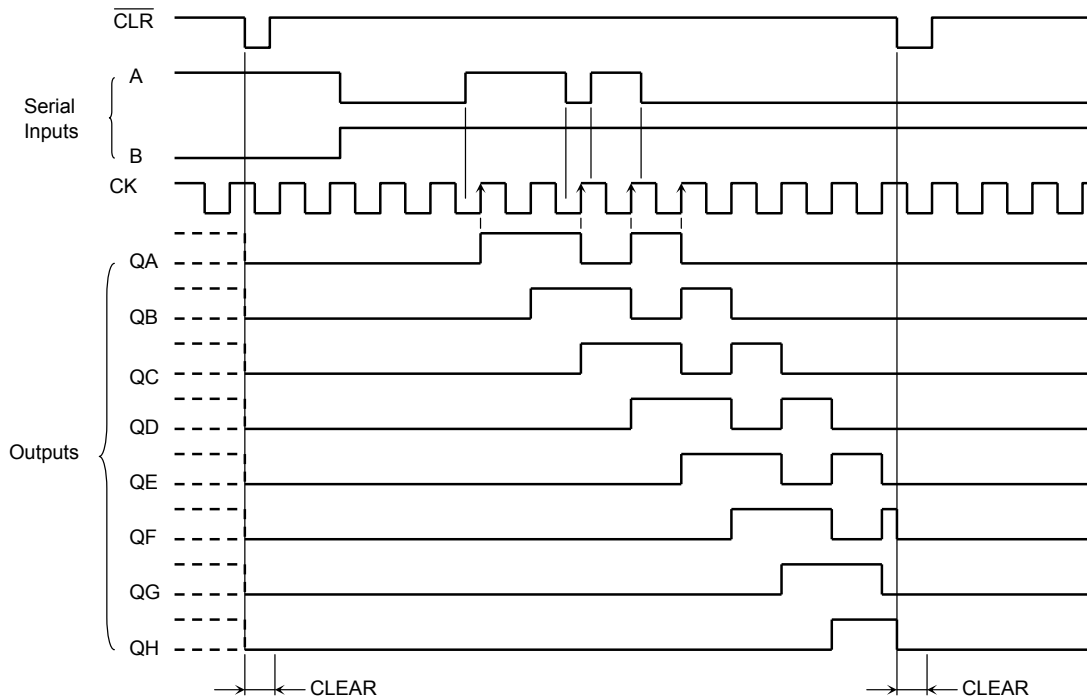 CLR
A
Serial
Inputs
B
CK
QA
QB
QC
QD
Outputs
QE
QF
QG
QH
CLEAR
CLEAR